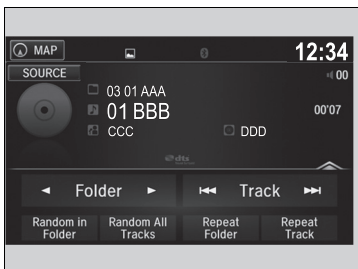 MAP 12:34
SOURCE 00
03 01 AAA
01 BBB 00'07
CCC DDD
dts
Folder Track
Random in Folder Random All Tracks Repeat Folder Repeat Track